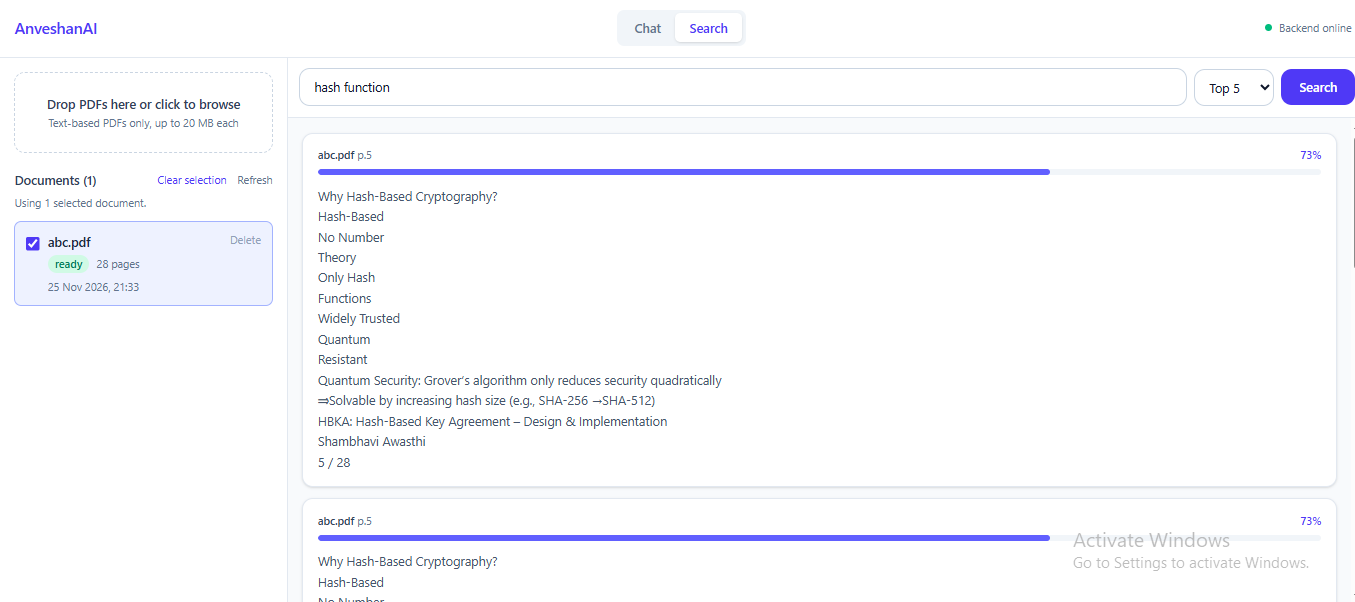 AnveshanAI
Chat
Search
Backend online
Drop PDFs here or click to browse
Text-based PDFs only, up to 20 MB each
Documents (1)
Clear selection
Refresh
Using 1 selected document.
abc.pdf
Delete
ready
28 pages
25 Nov 2026, 21:33
hash function
Top 5
Search
abc.pdf p.5
73%
Why Hash-Based Cryptography?
Hash-Based
No Number
Theory
Only Hash
Functions
Widely Trusted
Quantum
Resistant
Quantum Security: Grover’s algorithm only reduces security quadratically
⇒Solvable by increasing hash size (e.g., SHA-256 →SHA-512)
HBKA: Hash-Based Key Agreement – Design & Implementation
Shambhavi Awasthi
5 / 28
abc.pdf p.5
73%
Why Hash-Based Cryptography?
Hash-Based
No Number
Activate Windows
Go to Settings to activate Windows.